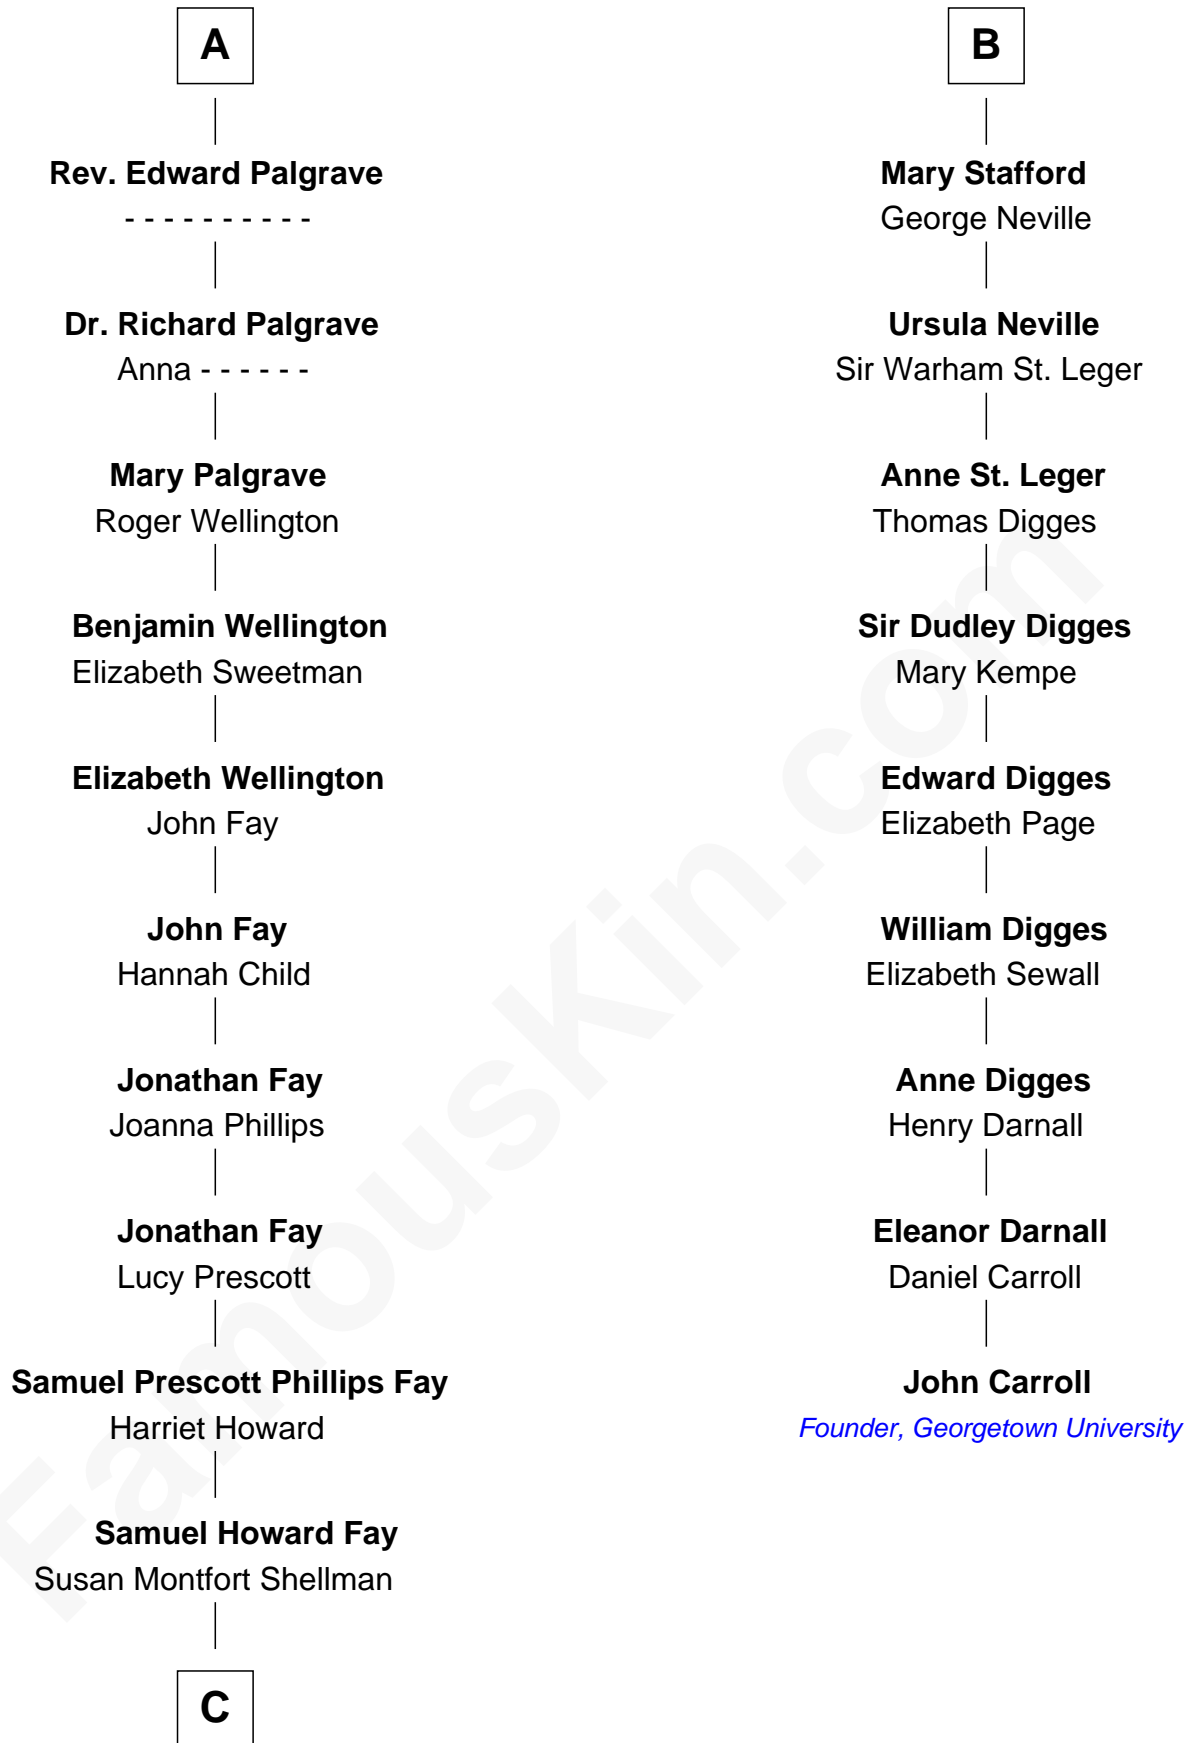 A
Rev. Edward Palgrave
- - - - - - - - - -
Dr. Richard Palgrave
Anna - - - - - -
Mary Palgrave
Roger Wellington
Benjamin Wellington
Elizabeth Sweetman
Elizabeth Wellington
John Fay
John Fay
Hannah Child
Jonathan Fay
Joanna Phillips
Jonathan Fay
Lucy Prescott
Samuel Prescott Phillips Fay
Harriet Howard
Samuel Howard Fay
Susan Montfort Shellman
C
B
Mary Stafford
George Neville
Ursula Neville
Sir Warham St. Leger
Anne St. Leger
Thomas Digges
Sir Dudley Digges
Mary Kempe
Edward Digges
Elizabeth Page
William Digges
Elizabeth Sewall
Anne Digges
Henry Darnall
Eleanor Darnall
Daniel Carroll
John Carroll
Founder, Georgetown University
FamousKin.com